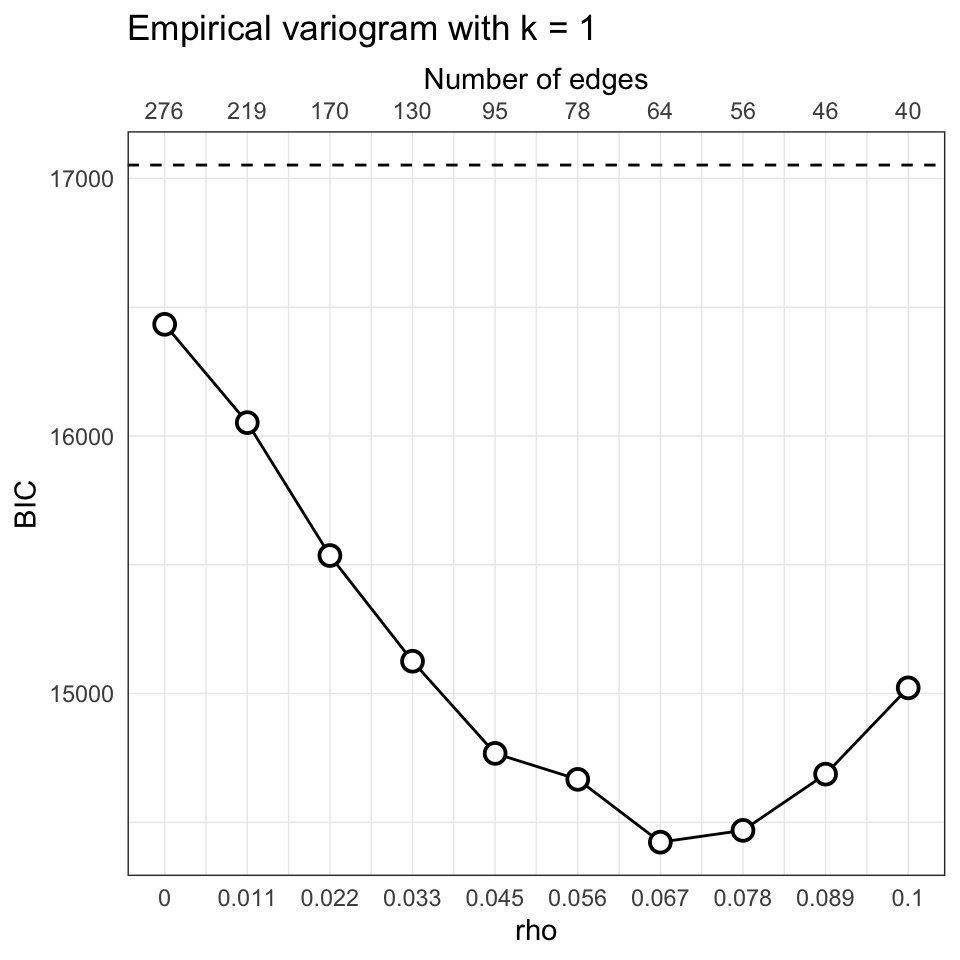 Empirical variogram with k = 1
Number of edges
276 219 170 130 95 78 64 56 46 40
17000
16000
15000
BIC
0 0.011 0.022 0.033 0.045 0.056 0.067 0.078 0.089 0.1
rho